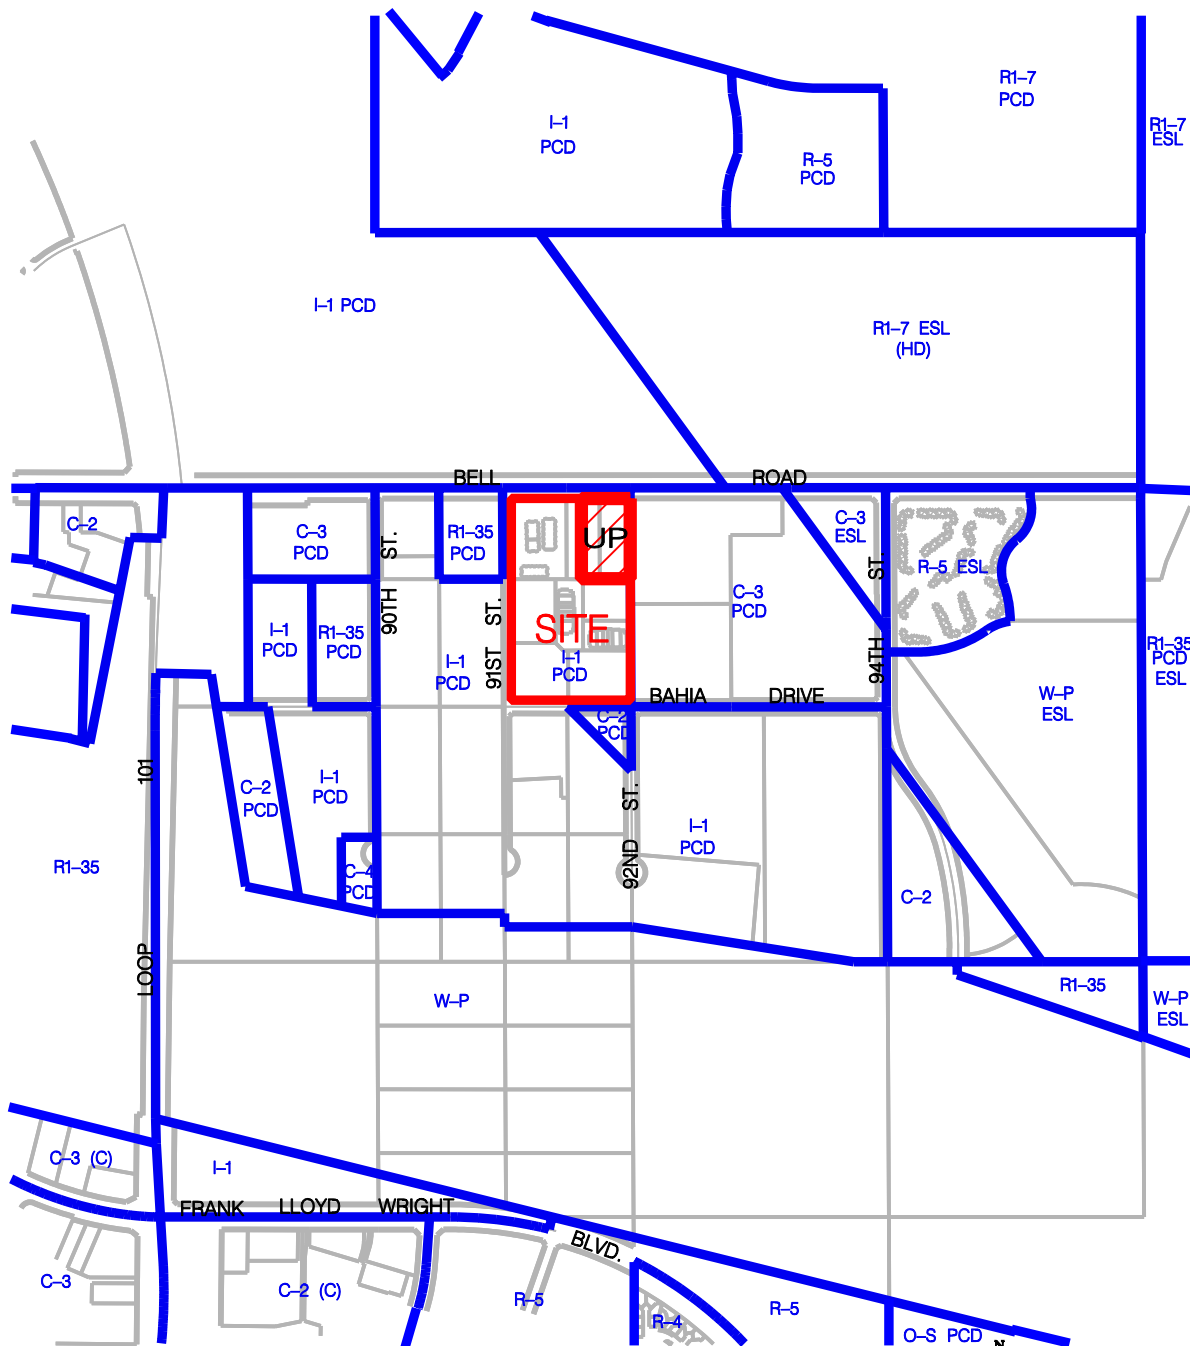 R1-7
PCD
I-1
PCD
R1-7
ESL
R-5
PCD
I-1 PCD
R1-7 ESL
(HD)
BELL ROAD
C-2
C-3
PCD
90TH ST.
R1-35
PCD
UP
C-3
ESL
94TH ST.
R-5 ESL
C-3
PCD
91ST ST.
SITE
I-1
PCD
R1-35
PCD
I-1
PCD
I-1
PCD
R1-35
PCD
ESL
BAHIA DRIVE
W-P
ESL
C-2
PCD
LOOP 101
C-2
PCD
I-1
PCD
92ND ST.
I-1
PCD
R1-35
C-4
PCD
C-2
W-P
R1-35
W-P
ESL
C-3 (C)
I-1
FRANK LLOYD WRIGHT BLVD.
C-3
C-2 (C)
R-5
R-4
R-5
O-S PCD
N